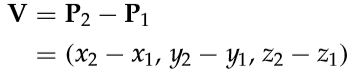 V = P₂ − P₁
= (x₂ − x₁, y₂ − y₁, z₂ − z₁)